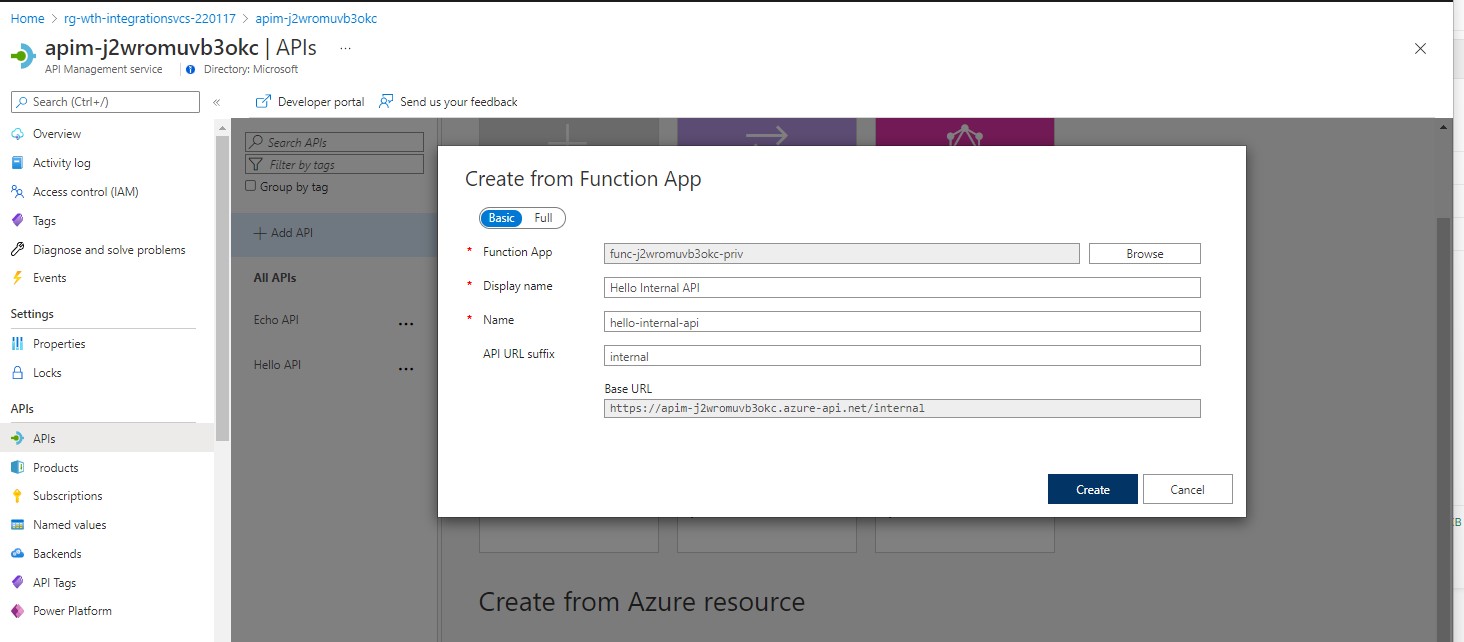 Home > rg-wth-integrationsvcs-220117 > apim-j2wromuvb3okc
apim-j2wromuvb3okc | APIs ...
API Management service
Directory: Microsoft
Search (Ctrl+/)
«
Developer portal
Send us your feedback
Overview
Activity log
Access control (IAM)
Tags
Diagnose and solve problems
Events
Settings
Properties
Locks
APIs
APIs
Products
Subscriptions
Named values
Backends
API Tags
Power Platform
Search APIs
Filter by tags
Group by tag
+ Add API
All APIs
Echo API
...
Hello API
...
Create from Function App
Basic Full
* Function App func-j2wromuvb3okc-priv Browse
* Display name Hello Internal API
* Name hello-internal-api
API URL suffix internal
Base URL
https://apim-j2wromuvb3okc.azure-api.net/internal
Create Cancel
Create from Azure resource